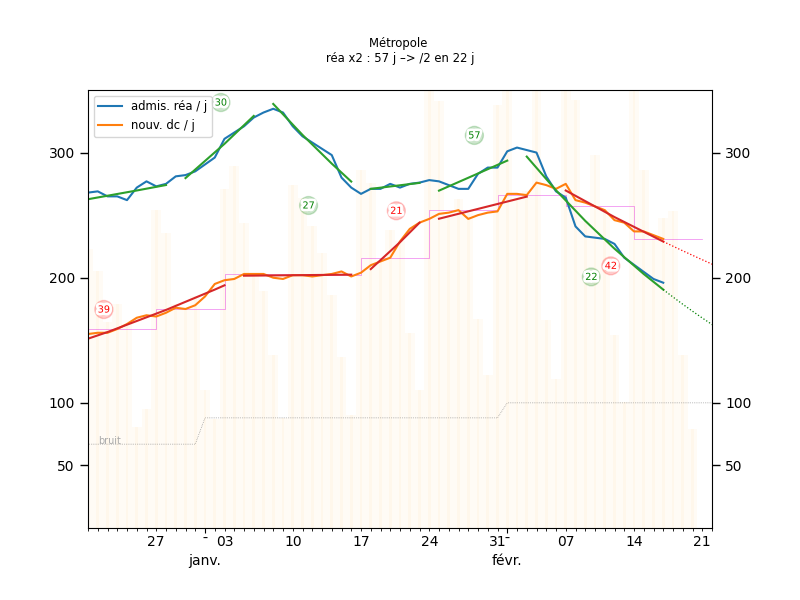 Métropole
réa x2 : 57 j –> /2 en 22 j
admis. réa / j
nouv. dc / j
30
57
27
21
39
22
42
300
200
100
50
300
200
100
50
bruit
27 - 03 10 17 24 31- 07 14 21
janv. févr.